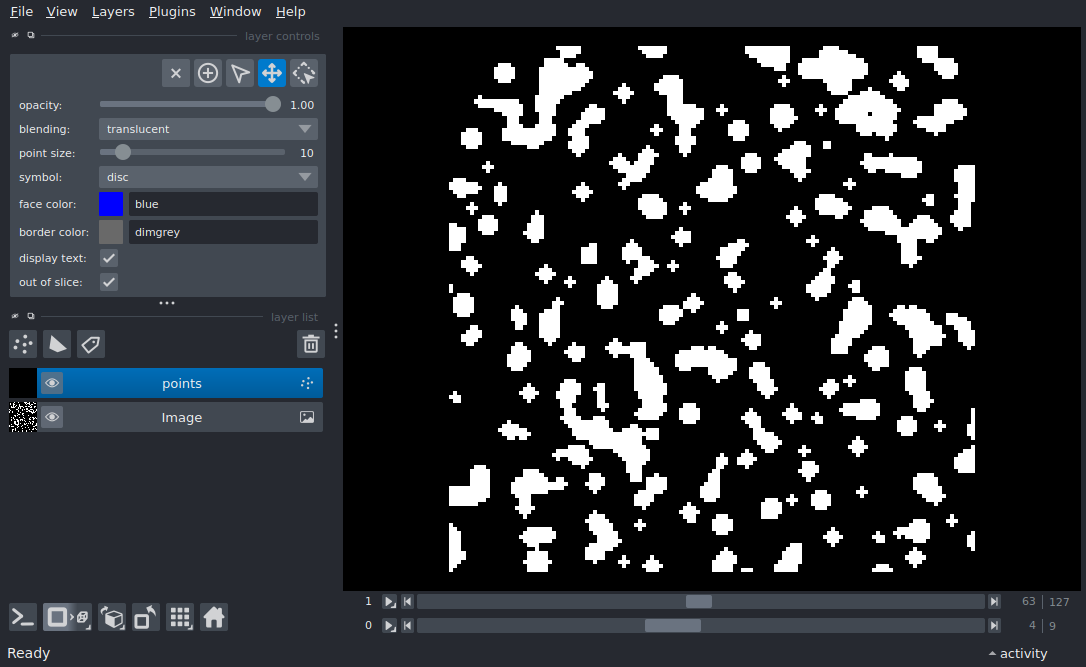 File View Layers Plugins Window Help
layer controls
opacity: 1.00
blending: translucent
point size: 10
symbol: disc
face color: blue
border color: dimgrey
display text:
out of slice:
layer list
points
Image
1 63 | 127
0 4 | 9
Ready activity